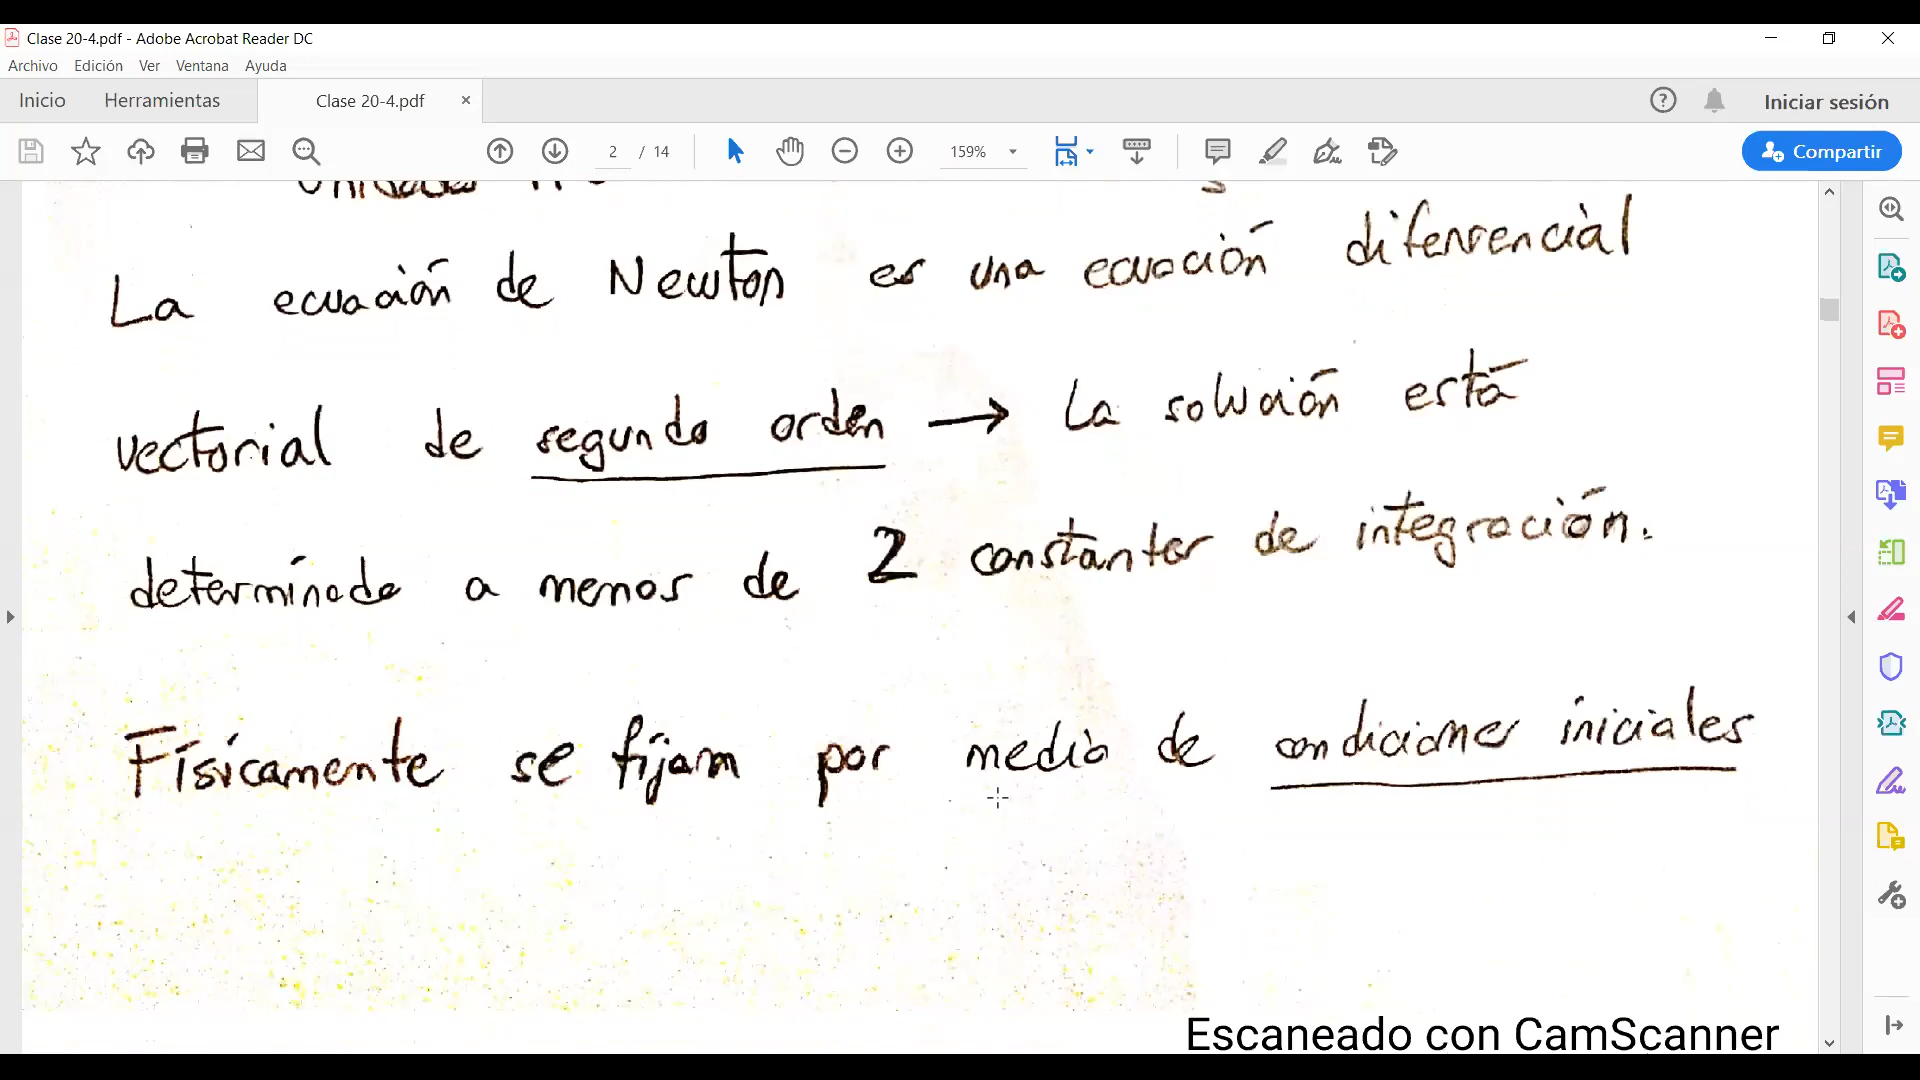 Clase 20-4.pdf - Adobe Acrobat Reader DC
Archivo Edición Ver Ventana Ayuda
Inicio Herramientas Clase 20-4.pdf Iniciar sesión
2 / 14 159% Compartir
La ecuación de Newton es una ecuación diferencial
vectorial de segundo orden → La solución está
determinada a menos de 2 constantes de integración.
Físicamente se fijan por medio de condiciones iniciales
Escaneado con CamScanner